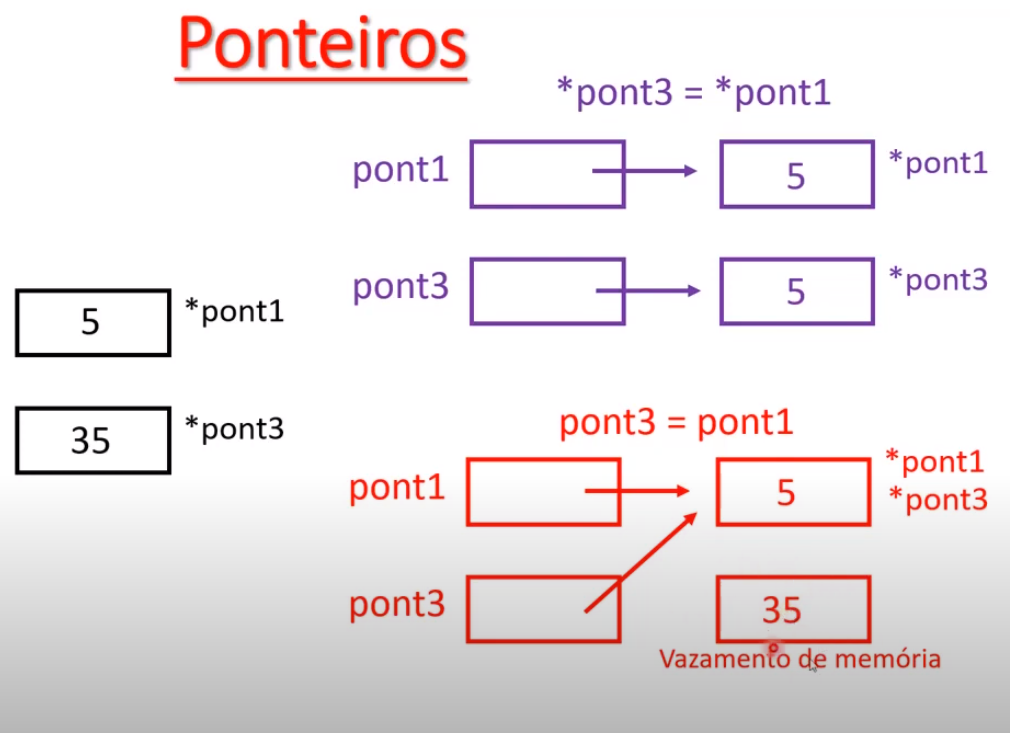 Ponteiros
*pont3 = *pont1
pont1
5
*pont1
pont3
5
*pont3
5
*pont1
35
*pont3
pont3 = pont1
pont1
5
*pont1
*pont3
pont3
35
Vazamento de memória